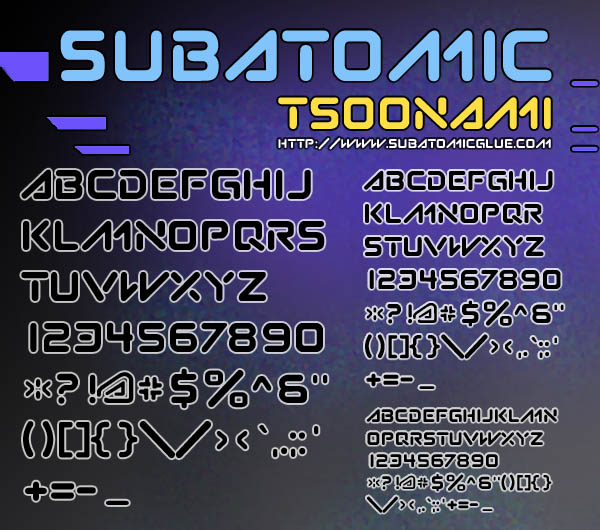 SUBATOMIC
TSOONAMI
HTTP://WWW.SUBATOMICGLUE.COM
ABCDEFGHIJ
KLMNOPQRS
TUVWXYZ
1234567890
*?!@#$%^&"
()[]{}\/><`,.:;'
+=-_
ABCDEFGHIJ
KLMNOPQR
STUVWXYZ
1234567890
*?!@#$%^&"
()[]{}\/><,.`:;'
+=-_
ABCDEFGHIJKLMN
OPQRSTUVWXYZ
1234567890
*?!@#$%^&"()[]{}
\/><,.`:;'+=-_